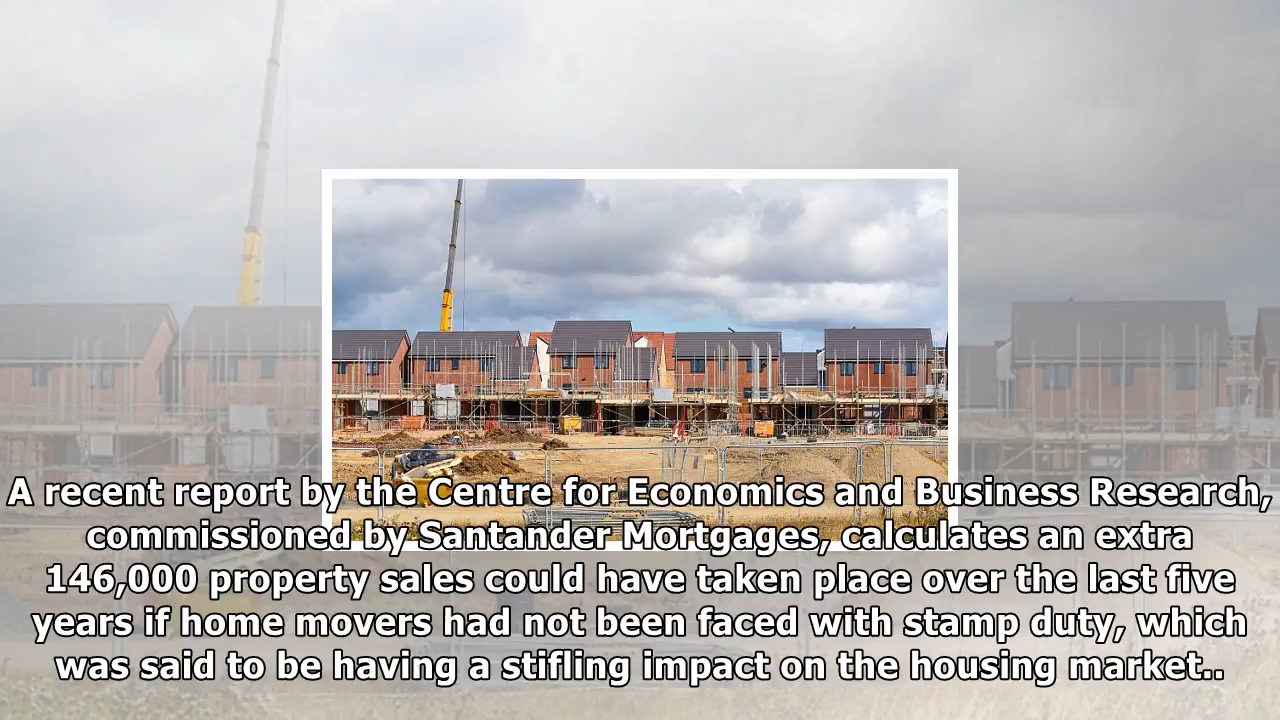 A recent report by the Centre for Economics and Business Research,
commissioned by Santander Mortgages, calculates an extra
146,000 property sales could have taken place over the last five
years if home movers had not been faced with stamp duty, which
was said to be having a stifling impact on the housing market..